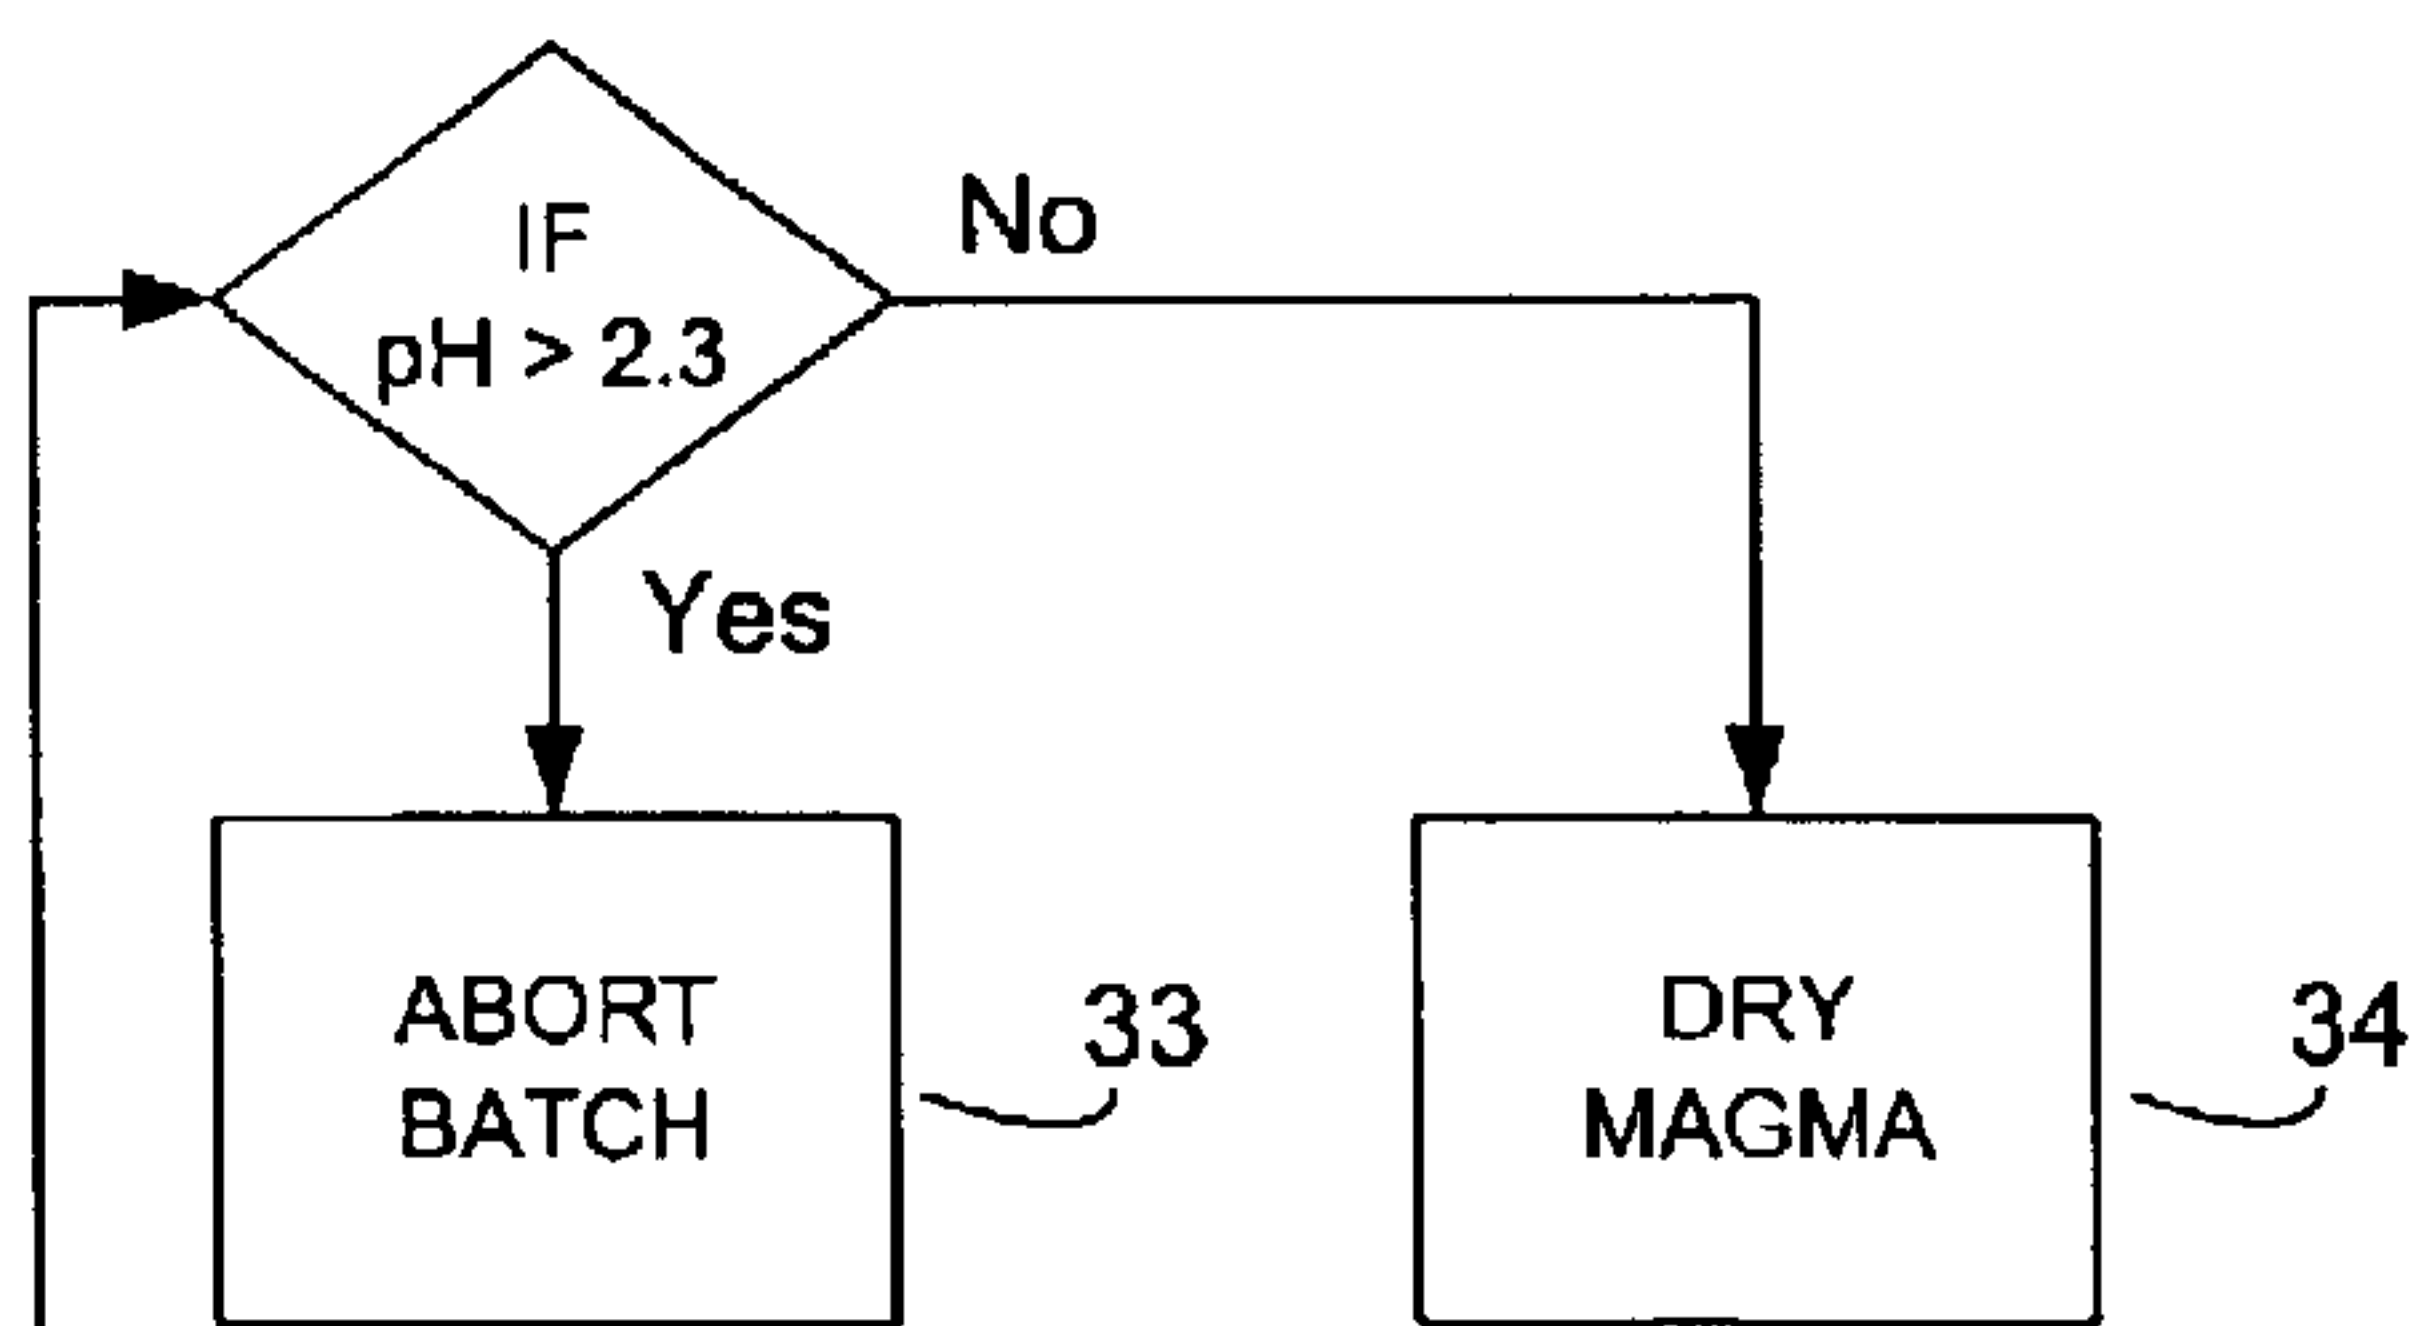 IF
pH > 2.3
No
Yes
ABORT
BATCH
33
DRY
MAGMA
34